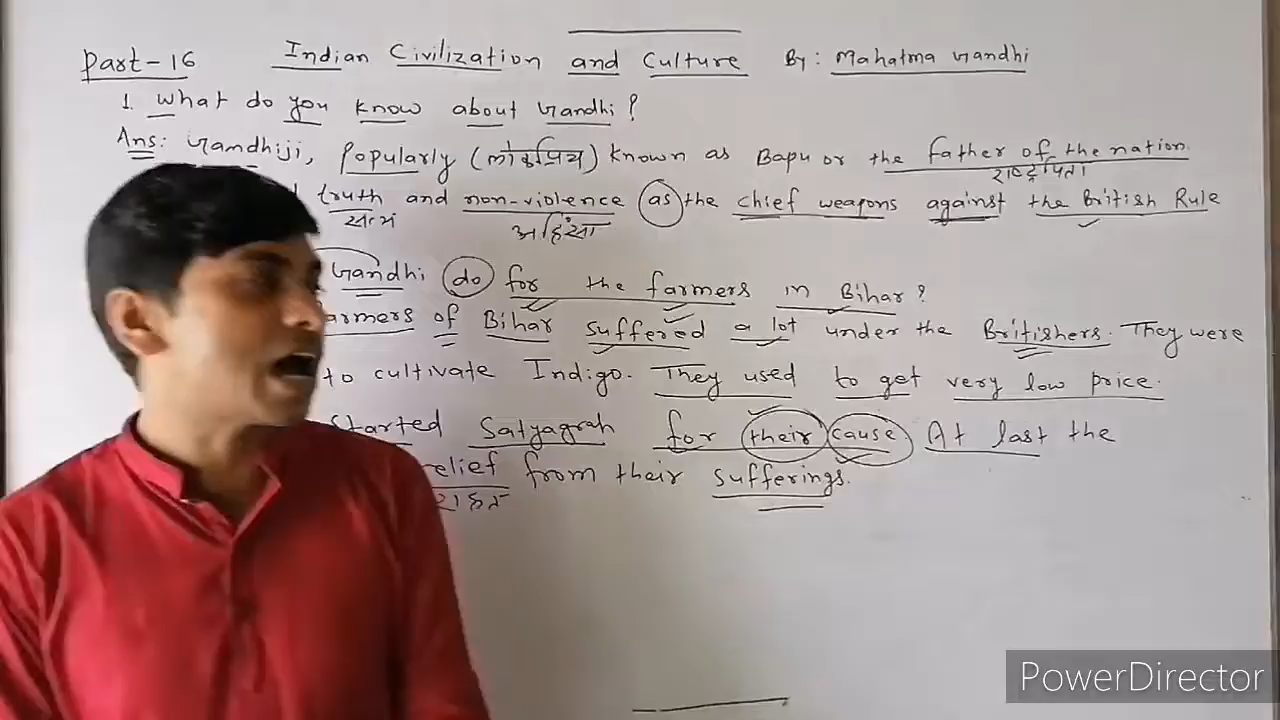 Part-16 Indian Civilization and Culture By: Mahatma Gandhi
1. What do you know about Gandhi?
Ans: Gandhiji, Popularly (लोकप्रिय) known as Bapu or the father of the nation.
राष्ट्रपिता
truth and non-violence as the chief weapons against the British Rule
सत्य अहिंसा
Gandhi do for the farmers in Bihar?
armers of Bihar suffered a lot under the Britishers. They were
to cultivate Indigo. They used to get very low price.
Started Satyagrah for their cause At last the
elief from their sufferings.
राहत
PowerDirector